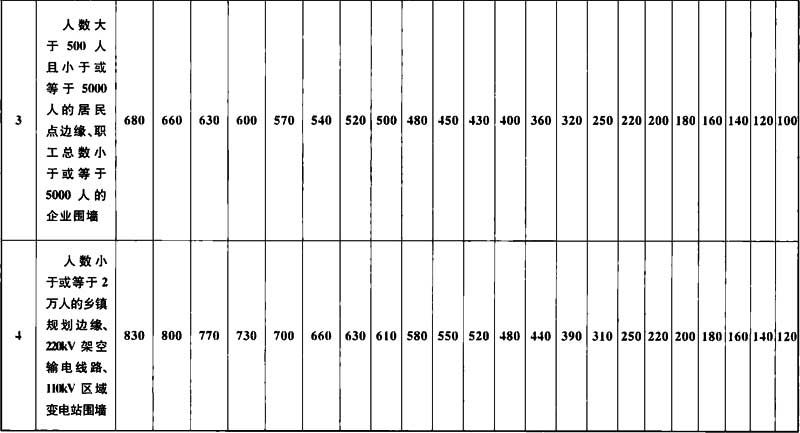 人数大
于 500 人
且小于或
等于 5000
人的居民
点边缘、职
工总数小
于或等于
5000 人的
企业围墙
3 680 660 630 600 570 540 520 500 480 450 430 400 360 320 250 220 200 180 160 140 120 100
人数小
于或等于 2
万人的乡镇
规划边缘、
220kV 架空
输电线路、
110kV 区域
变电站围墙
4 830 800 770 730 700 660 630 610 580 550 520 480 440 390 310 250 220 200 180 160 140 120